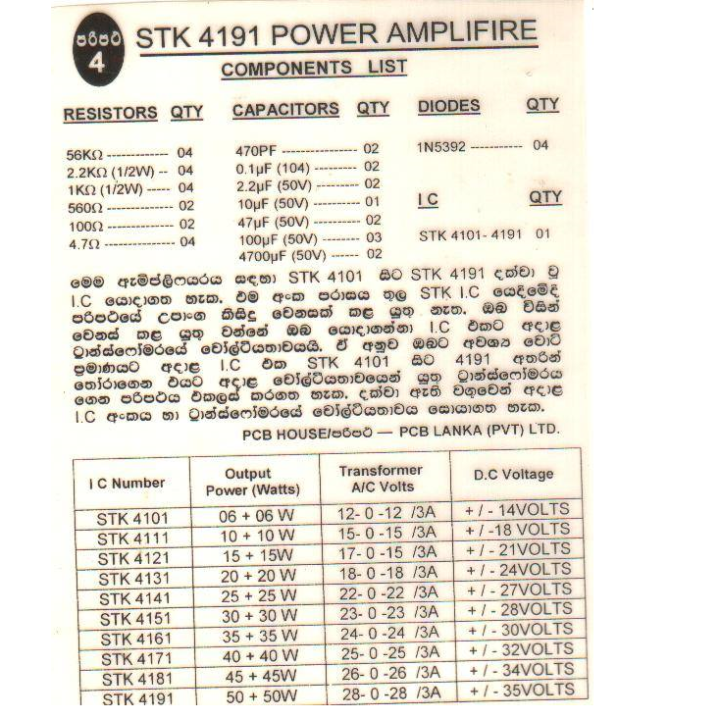 පරිපථ
4
STK 4191 POWER AMPLIFIRE
COMPONENTS LIST
RESISTORS QTY
56KΩ ------------- 04
2.2KΩ (1/2W) -- 04
1KΩ (1/2W) ----- 04
560Ω -------------- 02
100Ω -------------- 02
4.7Ω --------------- 04
CAPACITORS QTY
470PF ---------------- 02
0.1µF (104) --------- 02
2.2µF (50V) --------- 02
10µF (50V) ---------- 01
47µF (50V) ---------- 02
100µF (50V) -------- 03
4700µF (50V) ------ 02
DIODES QTY
1N5392 ----------- 04
I C QTY
STK 4101- 4191 01
මෙම ඇම්ප්ලිෆයරය සඳහා STK 4101 සිට STK 4191 දක්වා වූ
I.C යොදාගත හැක. එම අංක පරාසය තුල STK I.C යෙදීමේදී
පරිපථයේ උපාංග කිසිදු වෙනසක් කළ යුතු නැත. ඔබ විසින්
වෙනස් කළ යුතු වන්නේ ඔබ යොදාගන්නා I.C එකට අදාළ
ට්‍රාන්ස්ෆෝමරයේ වෝල්ටීයතාවයයි. ඒ අනුව ඔබට අවශ්‍ය වොට්
ප්‍රමාණයට අදාළ I.C එක STK 4101 සිට 4191 අතරින්
තෝරාගෙන එයට අදාළ වෝල්ටීයතාවයෙන් යුතු ට්‍රාන්ස්ෆෝමරය
ගෙන පරිපථය එකලස් කරගත හැක. දක්වා ඇති වගුවෙන් අදාළ
I.C අංකය හා ට්‍රාන්ස්ෆෝමරයේ වෝල්ටීයතාවය සොයාගත හැක.
PCB HOUSE/පරිපථ — PCB LANKA (PVT) LTD.
I C Number Output Power (Watts) Transformer A/C Volts D.C Voltage
STK 4101 06 + 06 W 12- 0 -12 /3A + / - 14VOLTS
STK 4111 10 + 10 W 15- 0 -15 /3A + / -18 VOLTS
STK 4121 15 + 15W 17- 0 -15 /3A + / - 21VOLTS
STK 4131 20 + 20 W 18- 0 -18 /3A + / - 24VOLTS
STK 4141 25 + 25 W 22- 0 -22 /3A + / - 27VOLTS
STK 4151 30 + 30 W 23- 0 -23 /3A + / - 28VOLTS
STK 4161 35 + 35 W 24- 0 -24 /3A + / - 30VOLTS
STK 4171 40 + 40 W 25- 0 -25 /3A + / - 32VOLTS
STK 4181 45 + 45W 26- 0 -26 /3A + / - 34VOLTS
STK 4191 50 + 50W 28- 0 -28 /3A + / - 35VOLTS